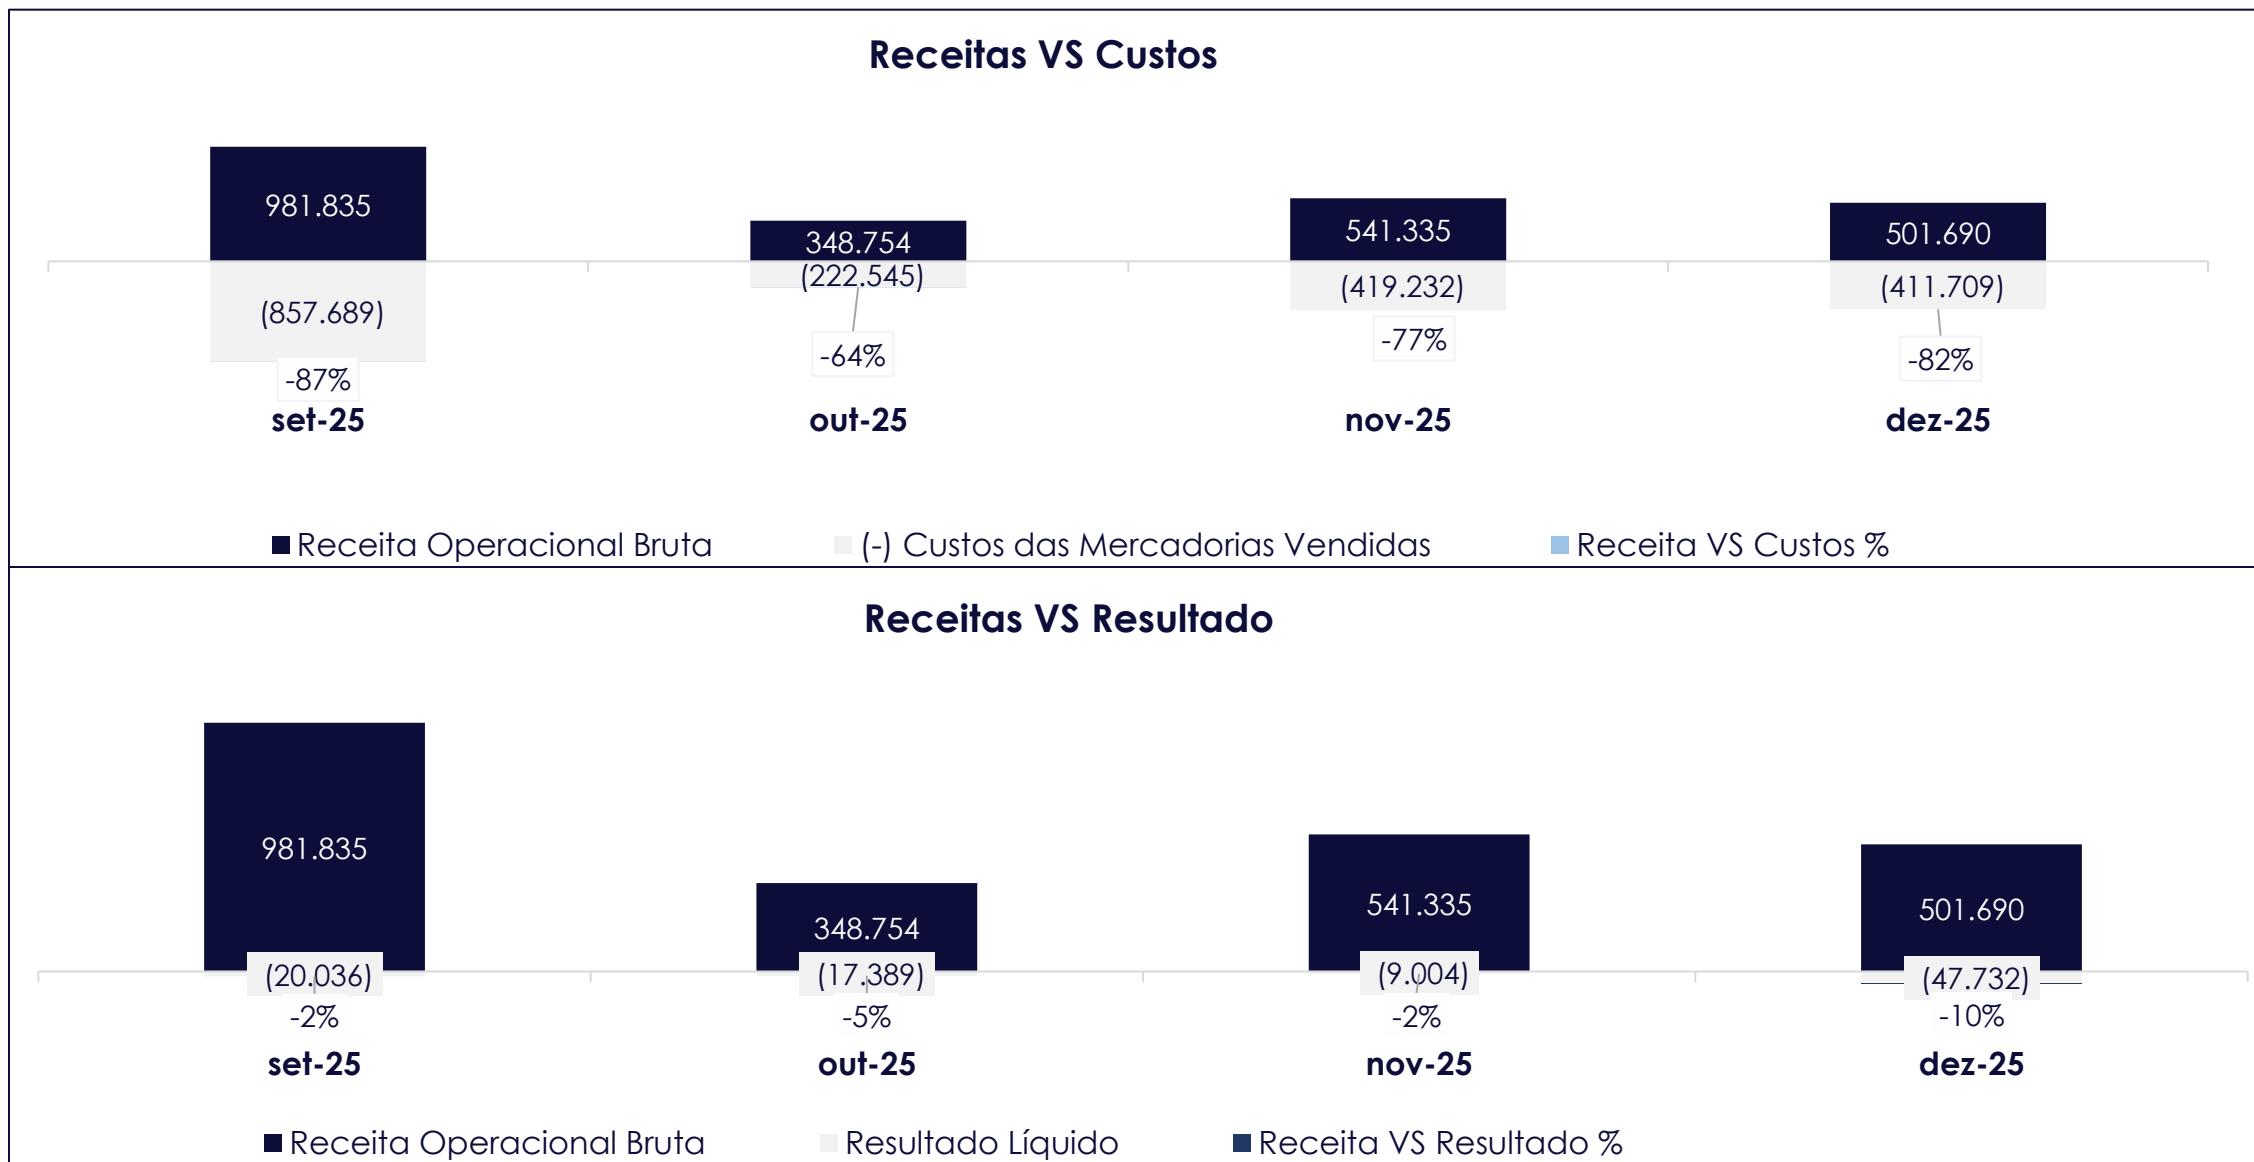 Receitas VS Custos
981.835
348.754
541.335
501.690
(857.689)
(222.545)
(419.232)
(411.709)
-87%
-64%
-77%
-82%
set-25
out-25
nov-25
dez-25
Receita Operacional Bruta
(-) Custos das Mercadorias Vendidas
Receita VS Custos %
Receitas VS Resultado
981.835
348.754
541.335
501.690
(20.036)
(17.389)
(9.004)
(47.732)
-2%
-5%
-2%
-10%
set-25
out-25
nov-25
dez-25
Receita Operacional Bruta
Resultado Líquido
Receita VS Resultado %